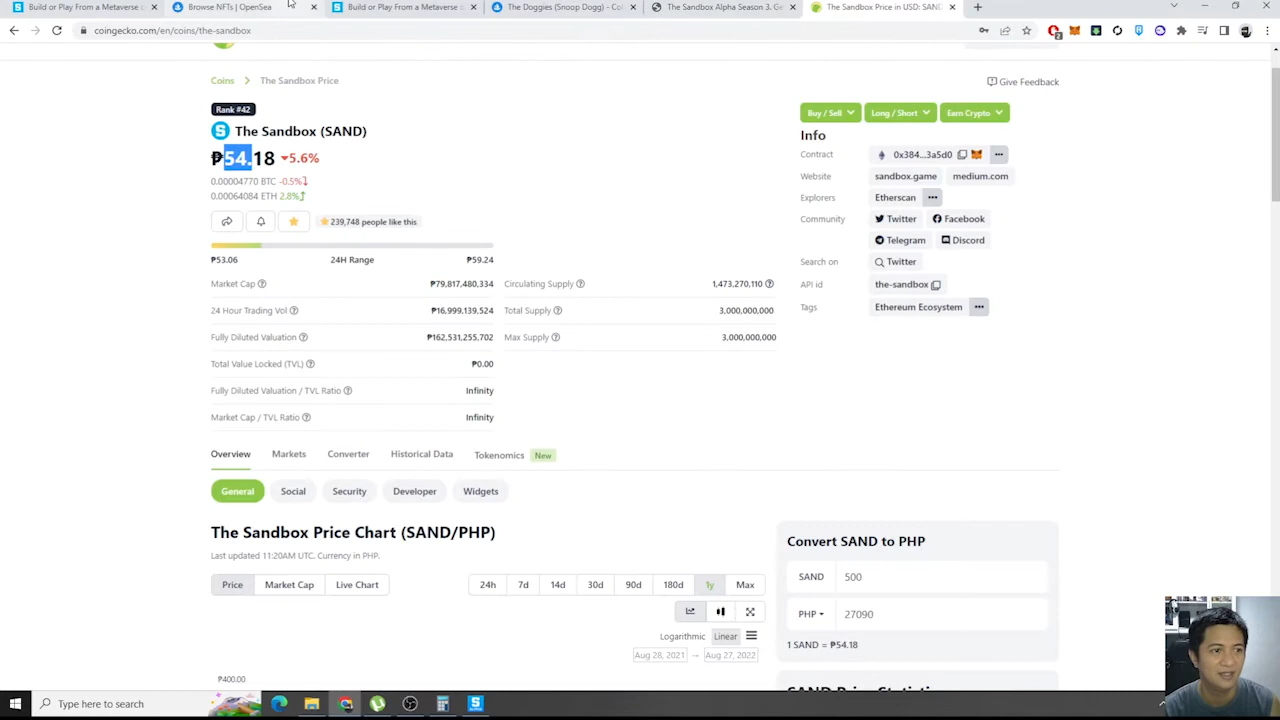 Build or Play From a Metaverse o
Browse NFTs | OpenSea
Build or Play From a Metaverse o
The Doggies (Snoop Dogg) - Col
The Sandbox Alpha Season 3. Ge
The Sandbox Price in USD: SAND
coingecko.com/en/coins/the-sandbox
Coins
The Sandbox Price
Give Feedback
Rank #42
The Sandbox (SAND)
₱54.18 5.6%
0.00004770 BTC -0.5%
0.00064084 ETH 2.8%
239,748 people like this
₱53.06 24H Range ₱59.24
Market Cap ₱79,817,480,334
24 Hour Trading Vol ₱16,999,139,524
Fully Diluted Valuation ₱162,531,255,702
Total Value Locked (TVL) ₱0.00
Fully Diluted Valuation / TVL Ratio Infinity
Market Cap / TVL Ratio Infinity
Circulating Supply 1,473,270,110
Total Supply 3,000,000,000
Max Supply 3,000,000,000
Buy / Sell Long / Short Earn Crypto
Info
Contract 0x384...3a5d0
Website sandbox.game medium.com
Explorers Etherscan
Community Twitter Facebook
Telegram Discord
Search on Twitter
API id the-sandbox
Tags Ethereum Ecosystem
Overview Markets Converter Historical Data Tokenomics New
General Social Security Developer Widgets
The Sandbox Price Chart (SAND/PHP)
Last updated 11:20AM UTC. Currency in PHP.
Price Market Cap Live Chart
24h 7d 14d 30d 90d 180d 1y Max
Logarithmic Linear
Aug 28, 2021 → Aug 27, 2022
₱400.00
Convert SAND to PHP
SAND 500
PHP 27090
1 SAND = ₱54.18
SAND Price Statistic
Type here to search